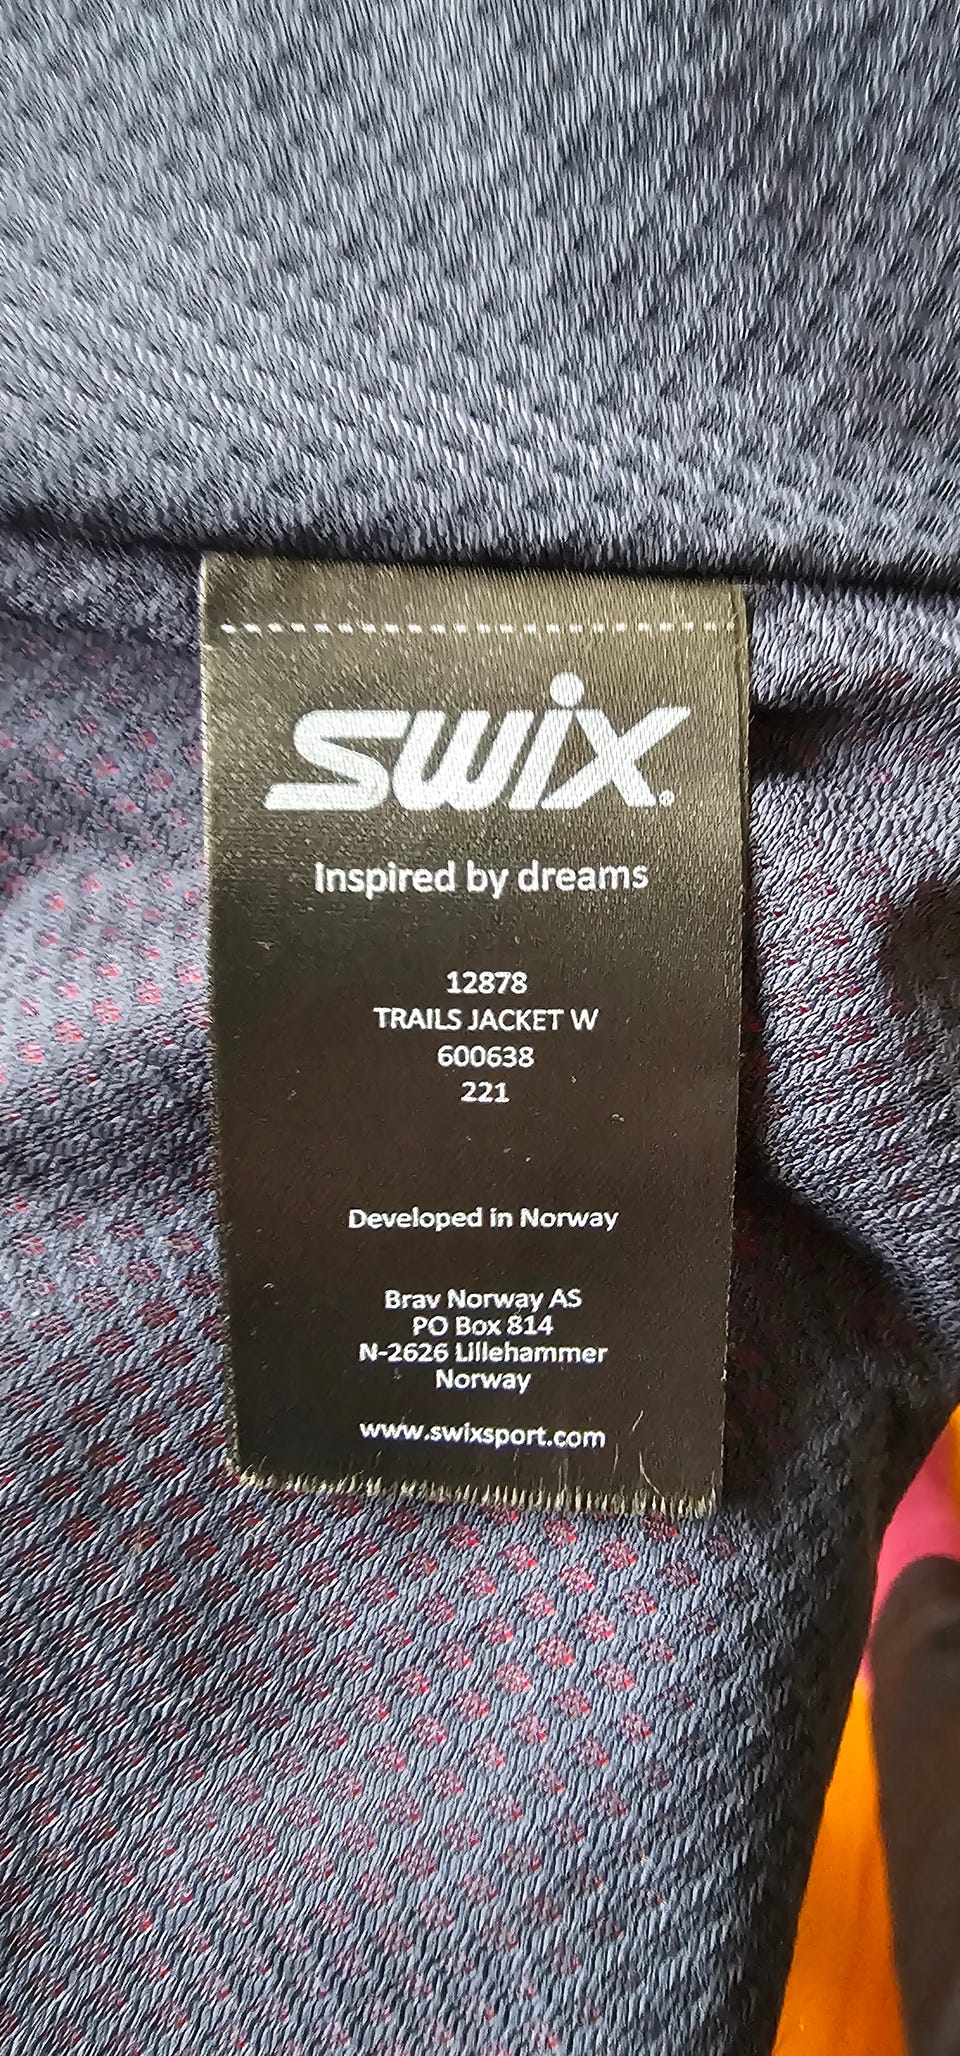 swix®
Inspired by dreams
12878
TRAILS JACKET W
600638
221
Developed in Norway
Brav Norway AS
PO Box 814
N-2626 Lillehammer
Norway
www.swixsport.com